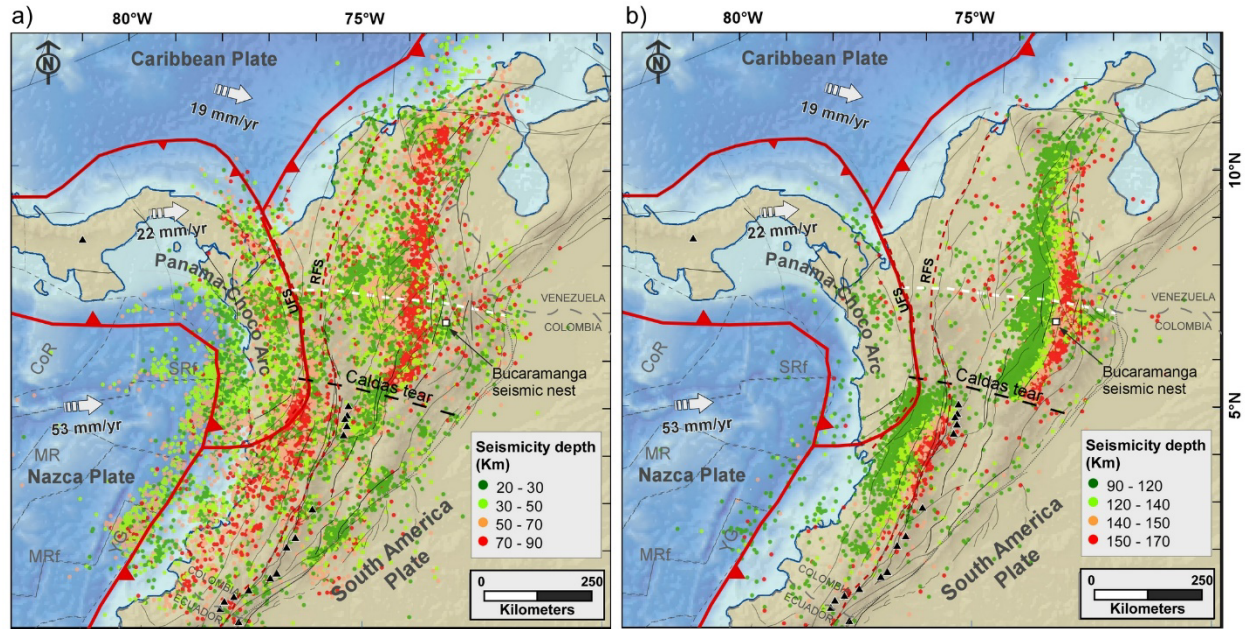 a)
80°W
75°W
N
Caribbean Plate
19 mm/yr
22 mm/yr
Panama-Choco Arc
UFS
RFS
VENEZUELA
COLOMBIA
Bucaramanga
seismic nest
CoR
SRf
Caldas tear
53 mm/yr
MR
Nazca Plate
MRf
YG
COLOMBIA
ECUADOR
South America
Plate
Seismicity depth
(Km)
20 - 30
30 - 50
50 - 70
70 - 90
0
250
Kilometers
b)
80°W
75°W
N
Caribbean Plate
19 mm/yr
10°N
22 mm/yr
Panama-Choco Arc
UFS
RFS
VENEZUELA
COLOMBIA
Bucaramanga
seismic nest
CoR
SRf
Caldas tear
5°N
53 mm/yr
MR
Nazca Plate
MRf
YG
COLOMBIA
ECUADOR
South America
Plate
Seismicity depth
(Km)
90 - 120
120 - 140
140 - 150
150 - 170
0
250
Kilometers